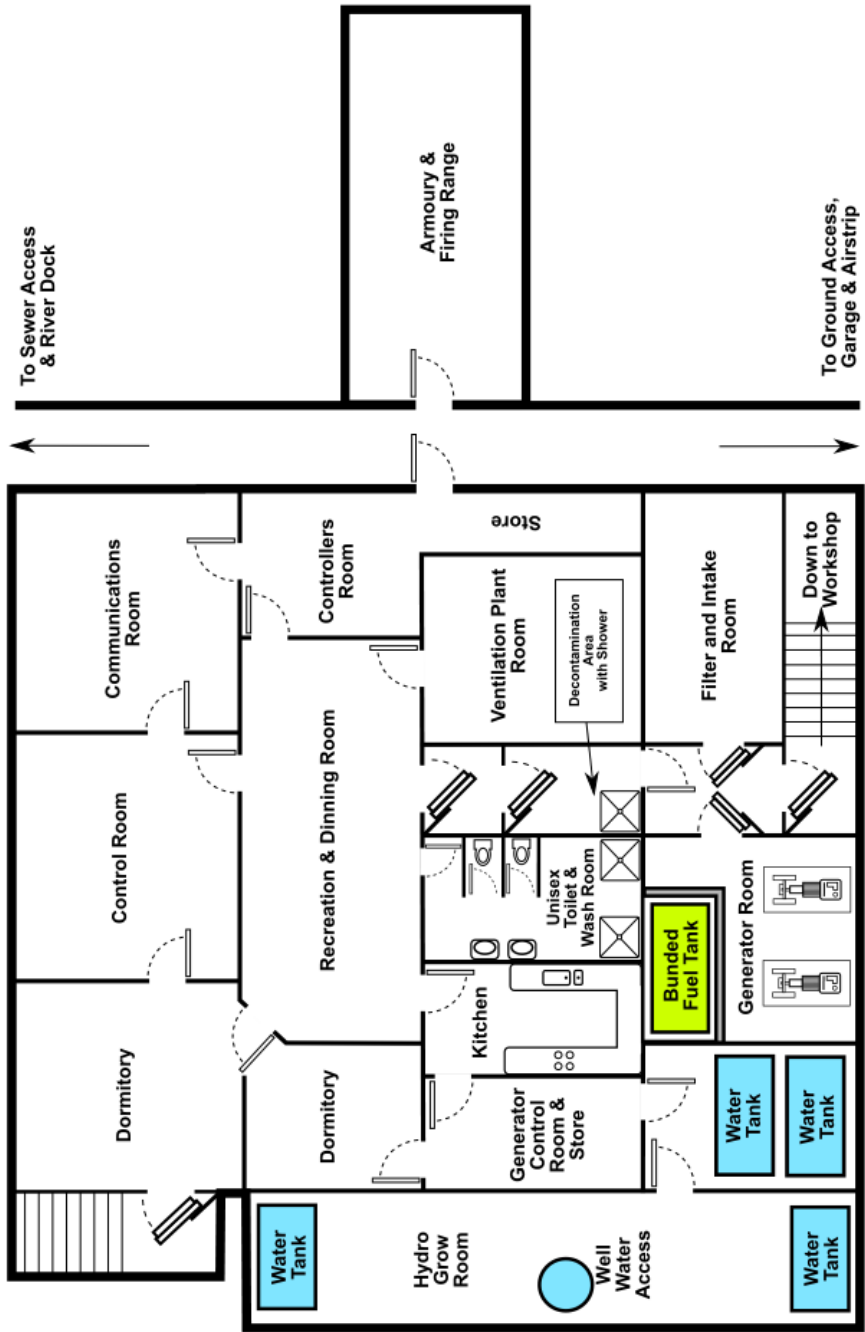 To Sewer Access
& River Dock
Armoury &
Firing Range
To Ground Access,
Garage & Airstrip
Communications
Room
Controllers
Room
Store
Ventilation Plant
Room
Decontamination
Area
with Shower
Filter and Intake
Room
Down to
Workshop
Control Room
Recreation & Dinning Room
Unisex
Toilet &
Wash Room
Generator Room
Bunded
Fuel Tank
Kitchen
Dormitory
Dormitory
Generator
Control
Room &
Store
Water
Tank
Water
Tank
Water
Tank
Hydro
Grow
Room
Well
Water
Access
Water
Tank